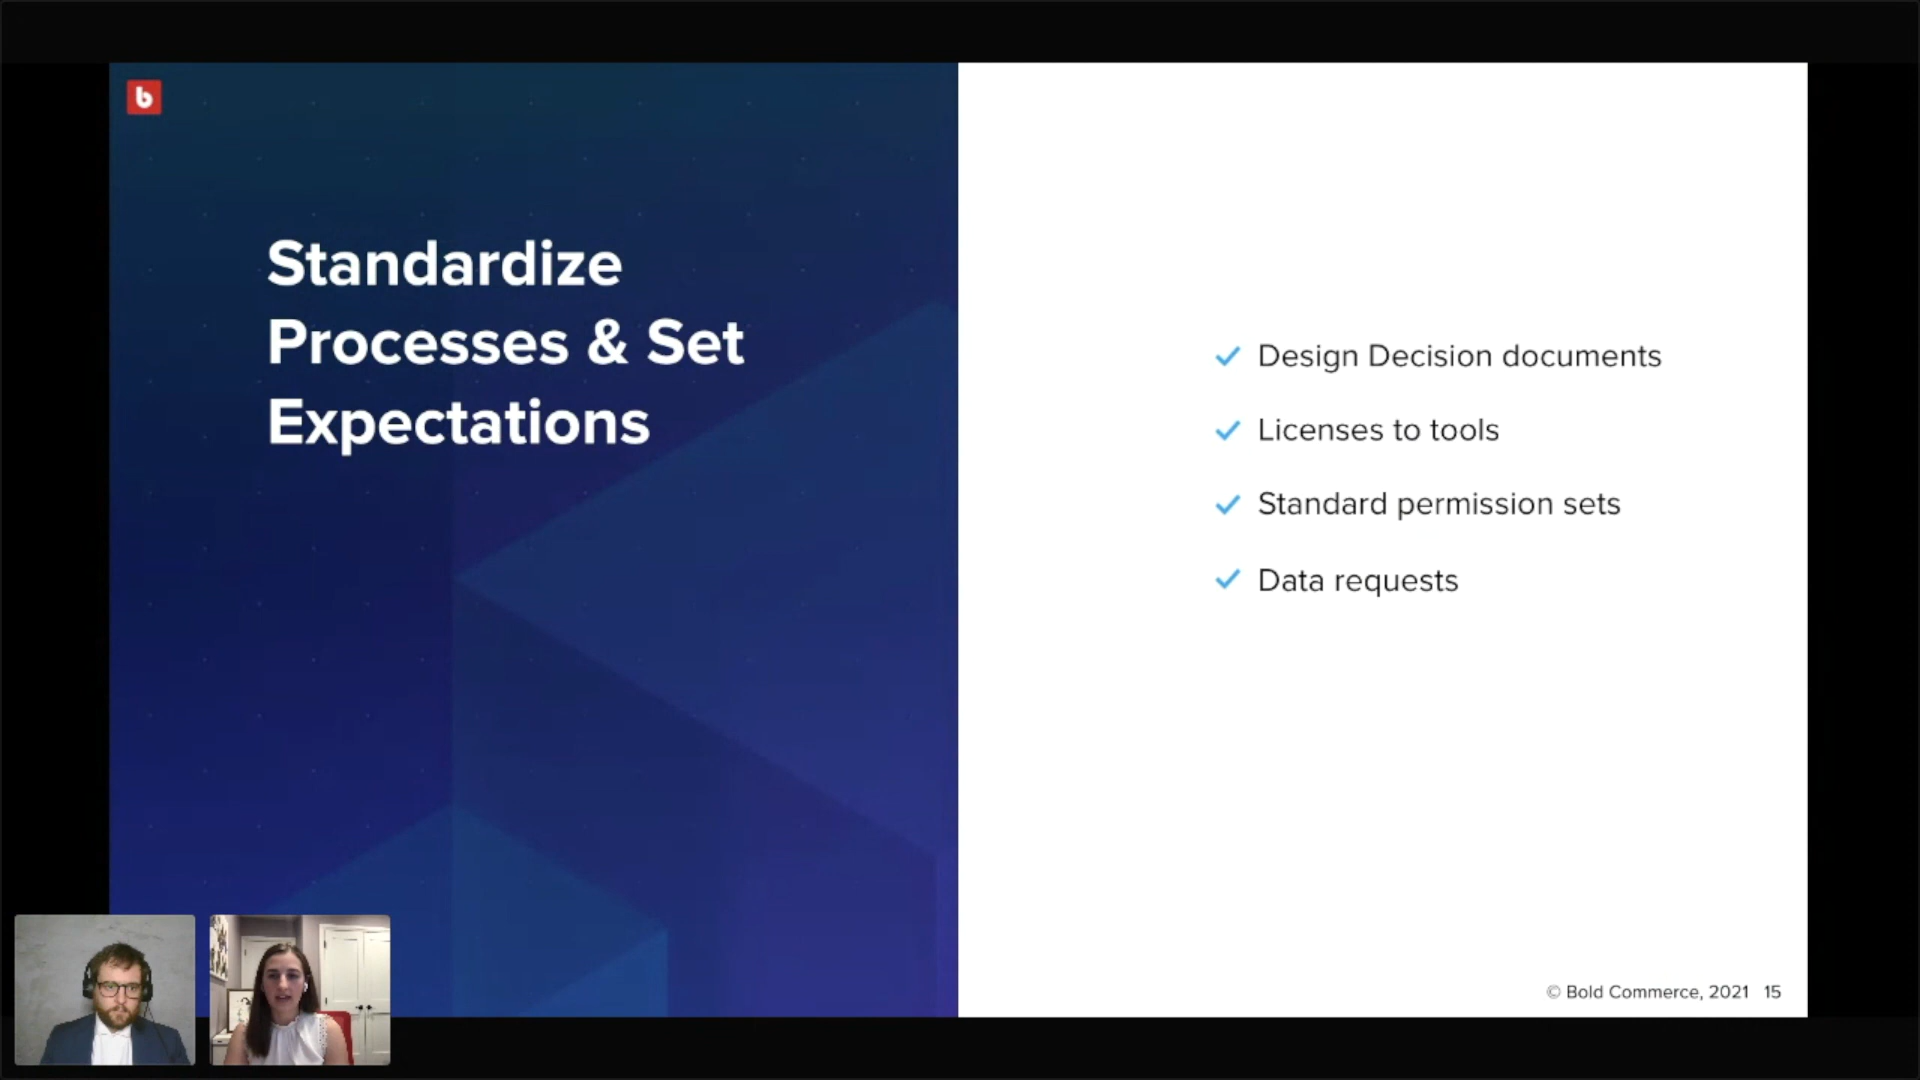 b
Standardize
Processes & Set
Expectations
Design Decision documents
Licenses to tools
Standard permission sets
Data requests
© Bold Commerce, 2021 15